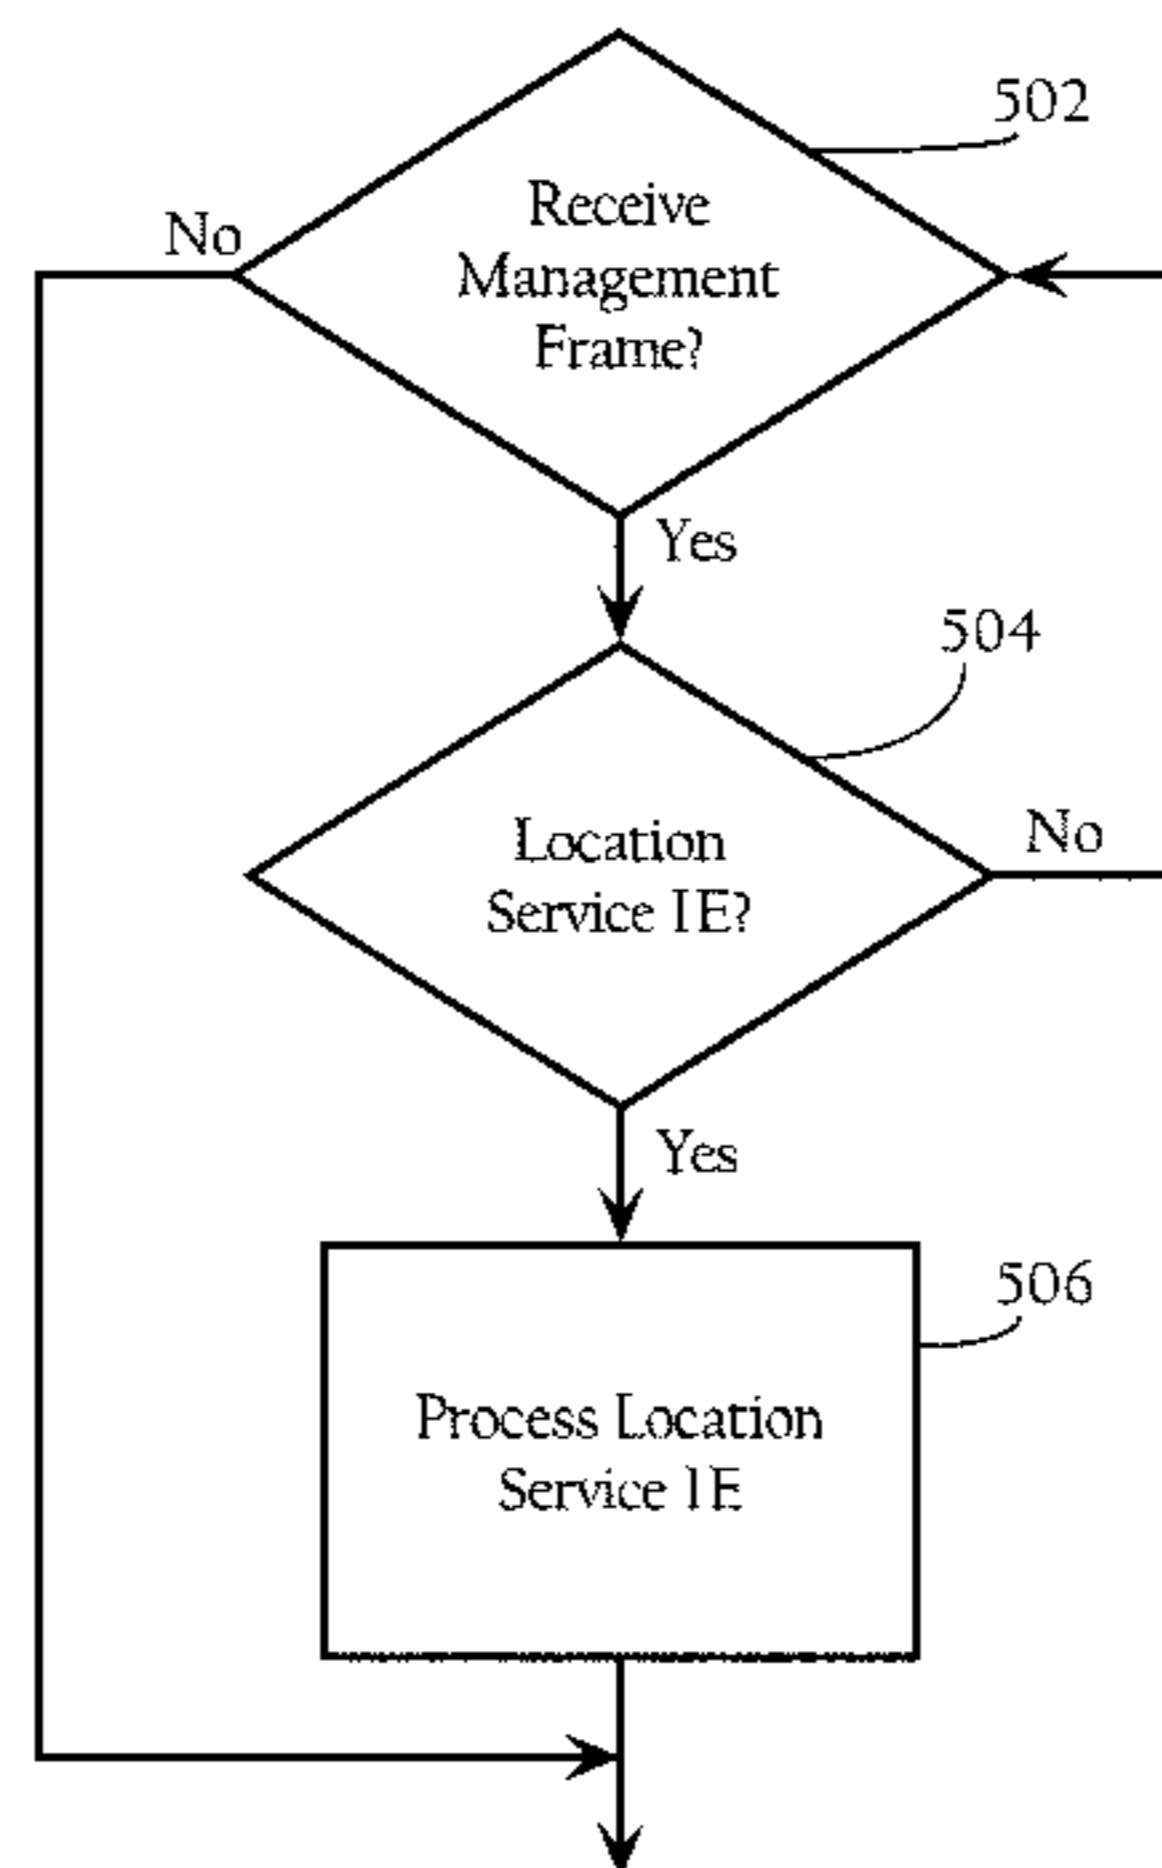 502
No
Receive
Management
Frame?
Yes
504
Location
Service IE?
No
Yes
506
Process Location
Service IE